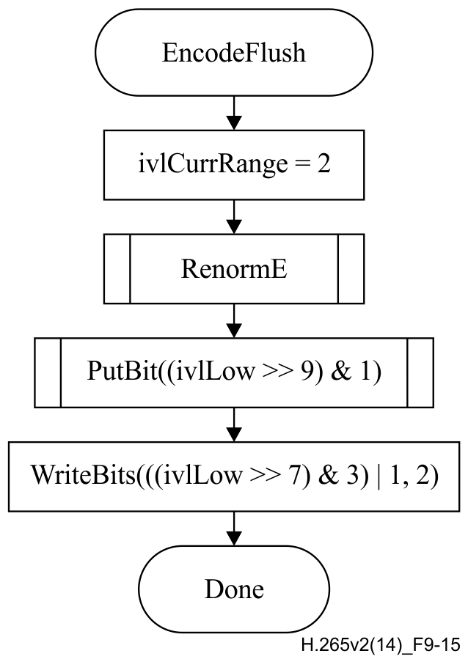 EncodeFlush
ivlCurrRange = 2
RenormE
PutBit((ivlLow >> 9) & 1)
WriteBits(((ivlLow >> 7) & 3) | 1, 2)
Done
H.265v2(14)_F9-15